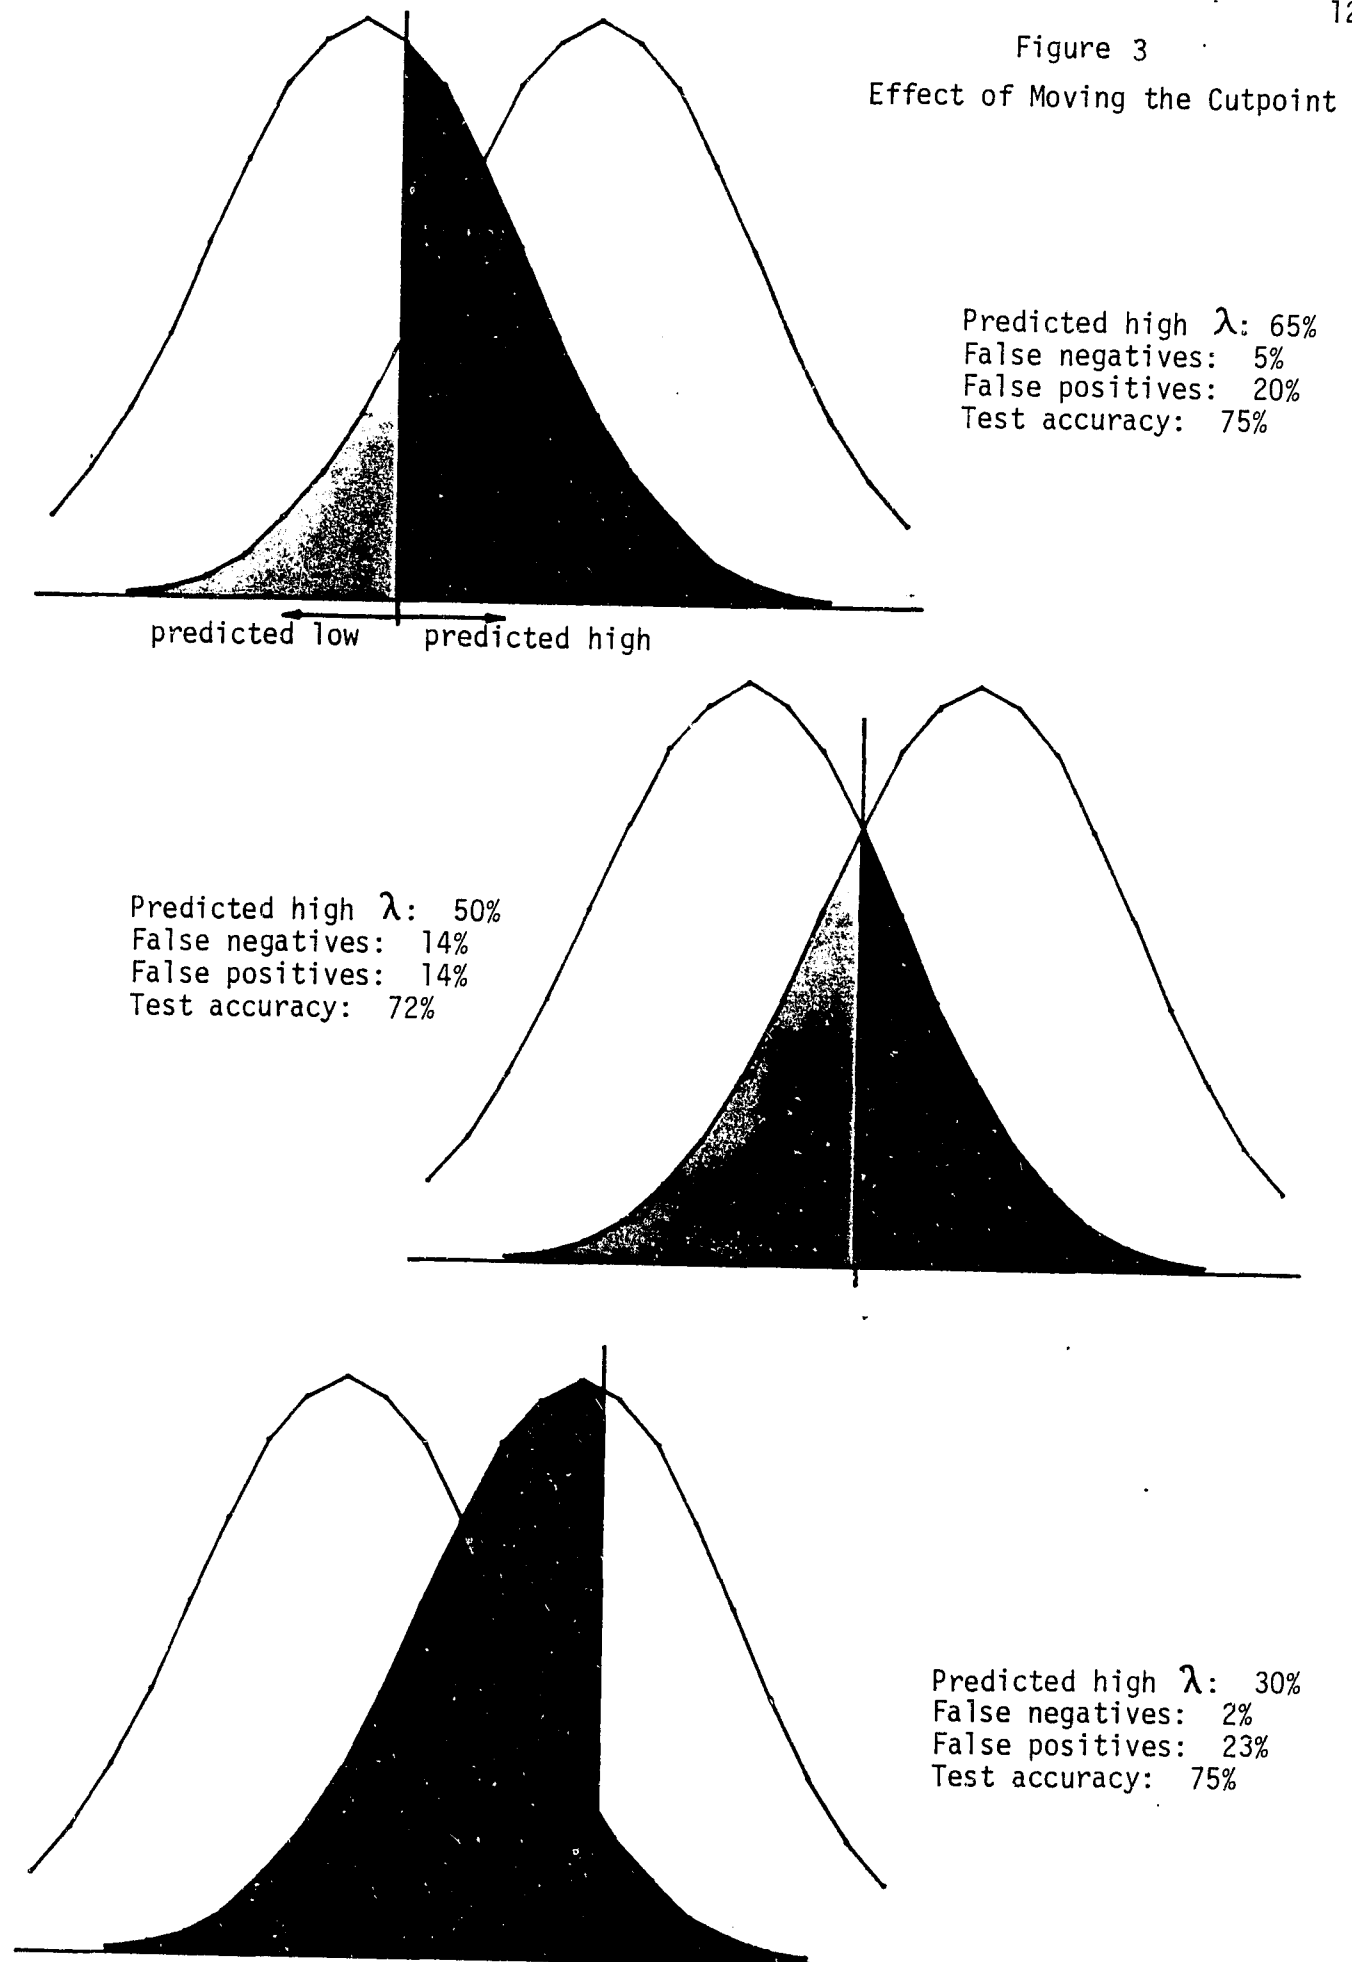 12
Figure 3
Effect of Moving the Cutpoint
Predicted high λ: 65%
False negatives: 5%
False positives: 20%
Test accuracy: 75%
predicted low predicted high
Predicted high λ: 50%
False negatives: 14%
False positives: 14%
Test accuracy: 72%
Predicted high λ: 30%
False negatives: 2%
False positives: 23%
Test accuracy: 75%